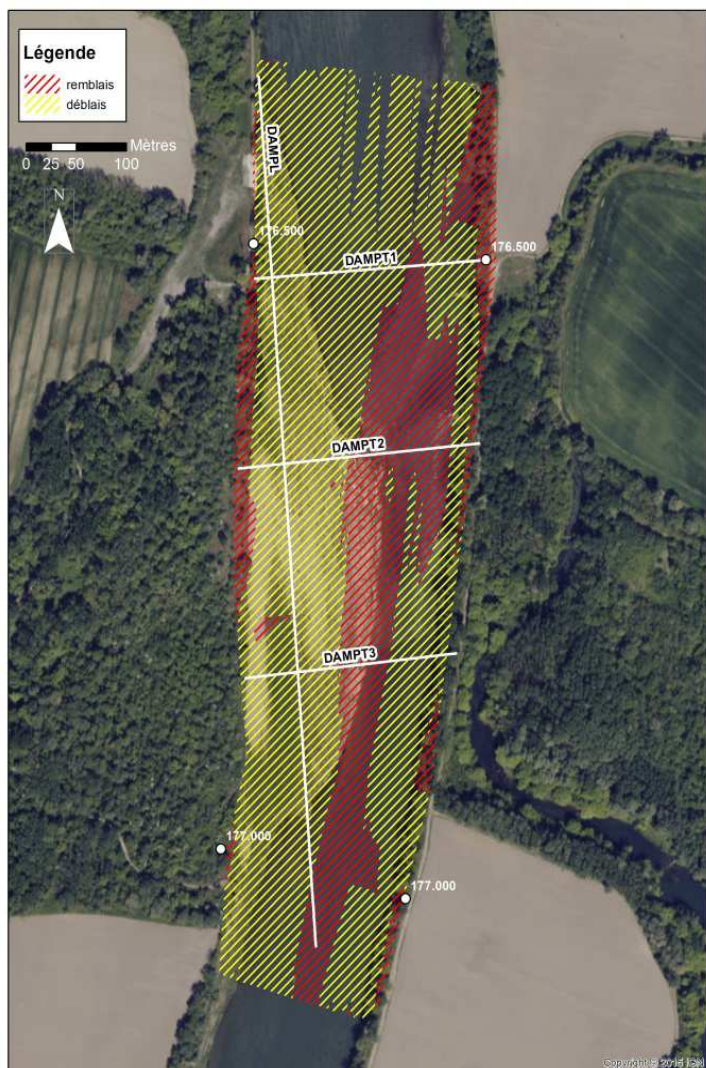 Légende
remblais
déblais
Mètres
0 25 50 100
N
DAMPL
176.500
176.500
DAMPT1
DAMPT2
DAMPT3
177.000
177.000
Copyright © 2015 IGN